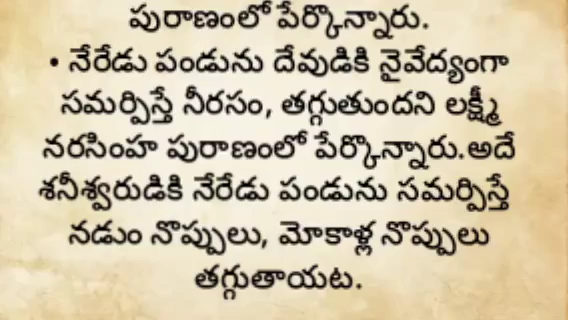 పురాణంలో పేర్కొన్నారు.
• నేరేడు పండును దేవుడికి నైవేద్యంగా
సమర్పిస్తే నీరసం, తగ్గుతుందని లక్ష్మీ
నరసింహ పురాణంలో పేర్కొన్నారు.అదే
శనీశ్వరుడికి నేరేడు పండును సమర్పిస్తే
నడుం నొప్పులు, మోకాళ్ల నొప్పులు
తగ్గుతాయట.